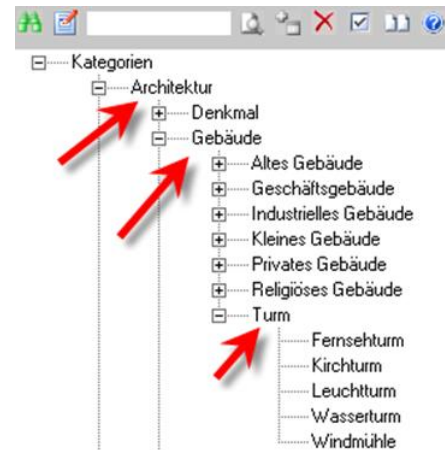 Kategorien
Architektur
Denkmal
Gebäude
Altes Gebäude
Geschäftsgebäude
Industrielles Gebäude
Kleines Gebäude
Privates Gebäude
Religiöses Gebäude
Turm
Fernsehturm
Kirchturm
Leuchtturm
Wasserturm
Windmühle